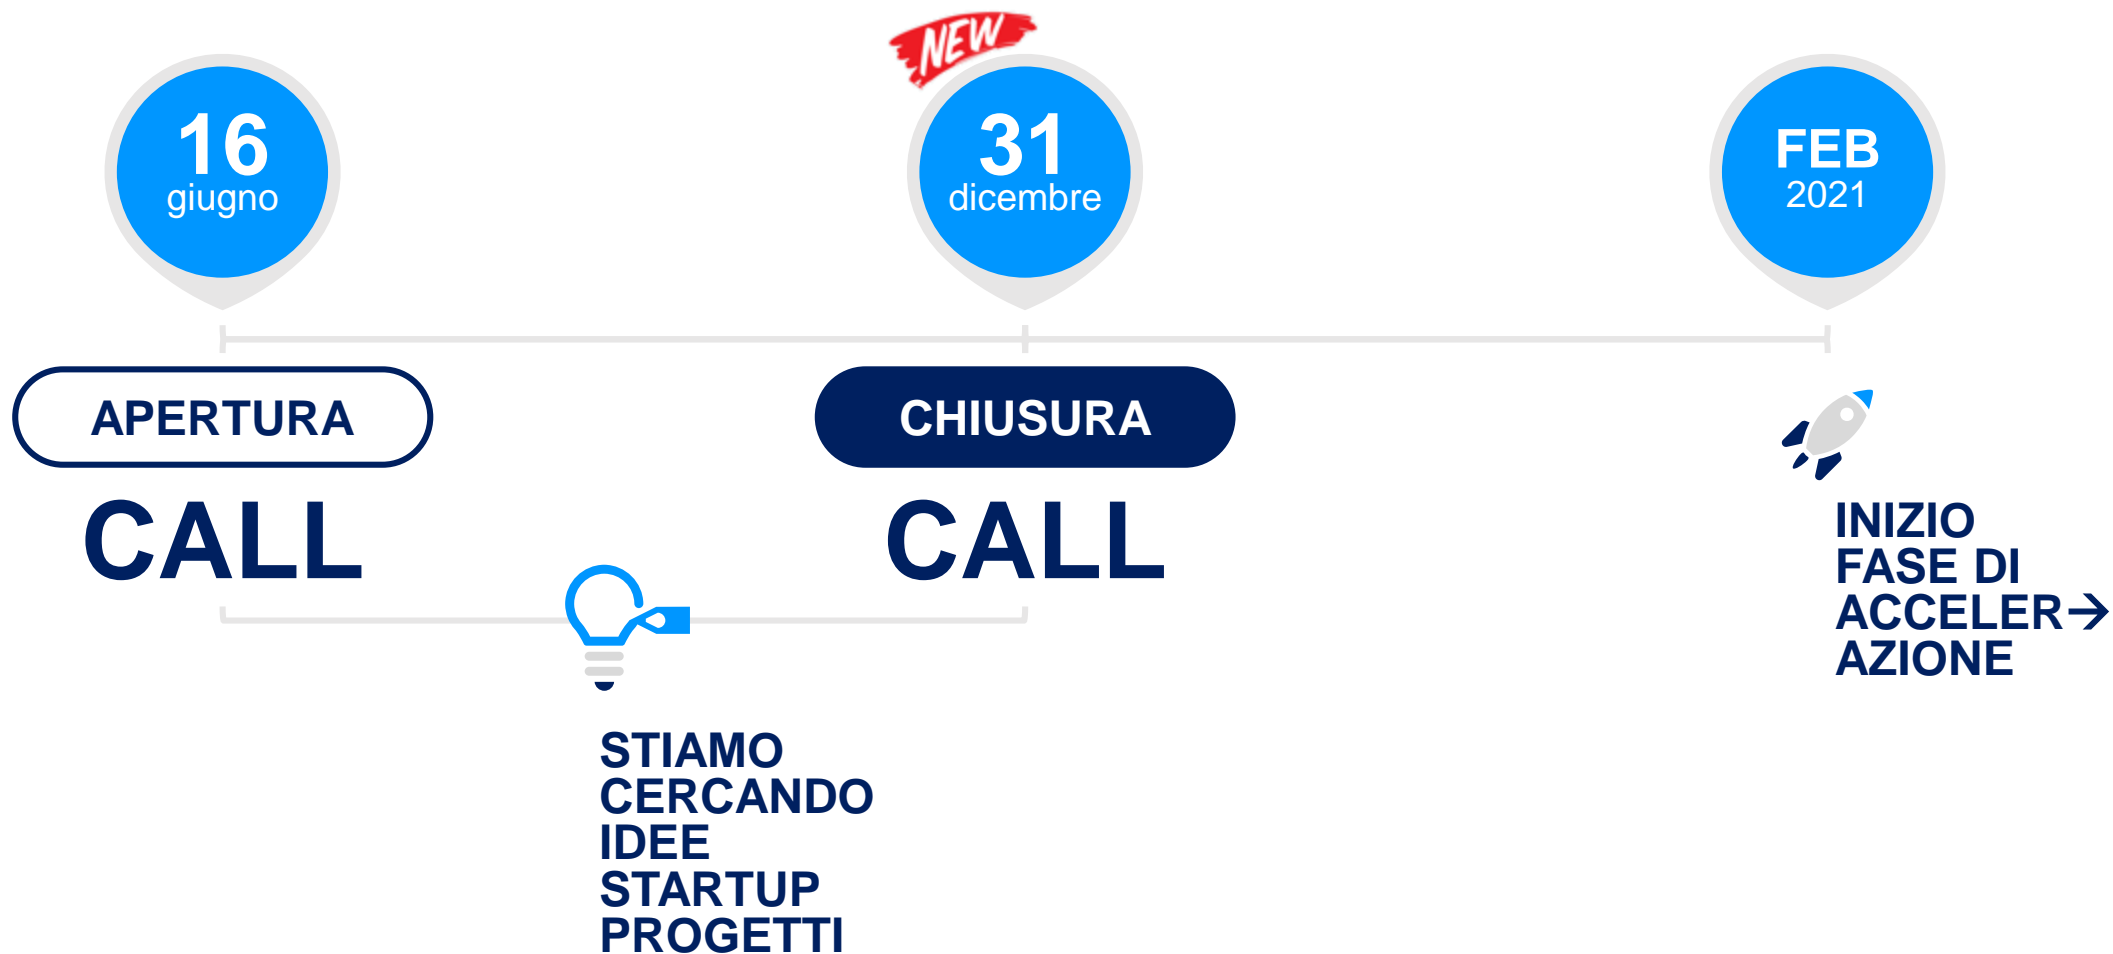 NEW
16
giugno
31
dicembre
FEB
2021
APERTURA
CALL
CHIUSURA
CALL
INIZIO
FASE DI
ACCELER→
AZIONE
STIAMO
CERCANDO
IDEE
STARTUP
PROGETTI